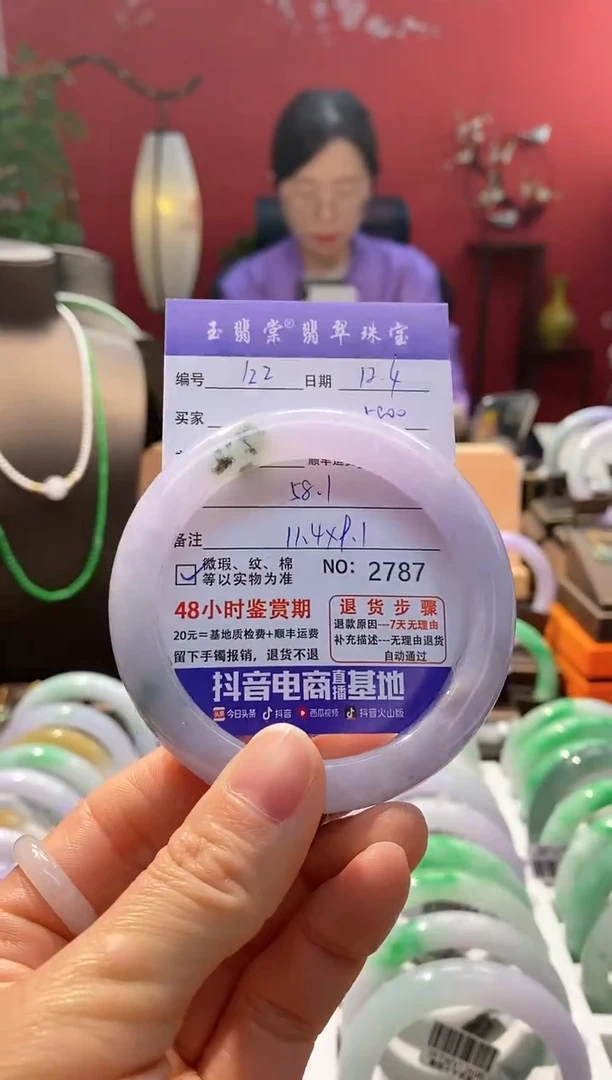 玉翡棠®翡翠珠宝
编号 122 日期 12.4
买家
58.1
备注 11.4×9.1
微瑕、纹、棉
等以实物为准
NO: 2787
48小时鉴赏期
20元=基地质检费+顺丰运费
留下手镯报销，退货不退
退货步骤
退款原因---7天无理由
补充描述---无理由退货
自动通过
抖音电商直播基地
头条 今日头条 抖音 西瓜视频 抖音火山版